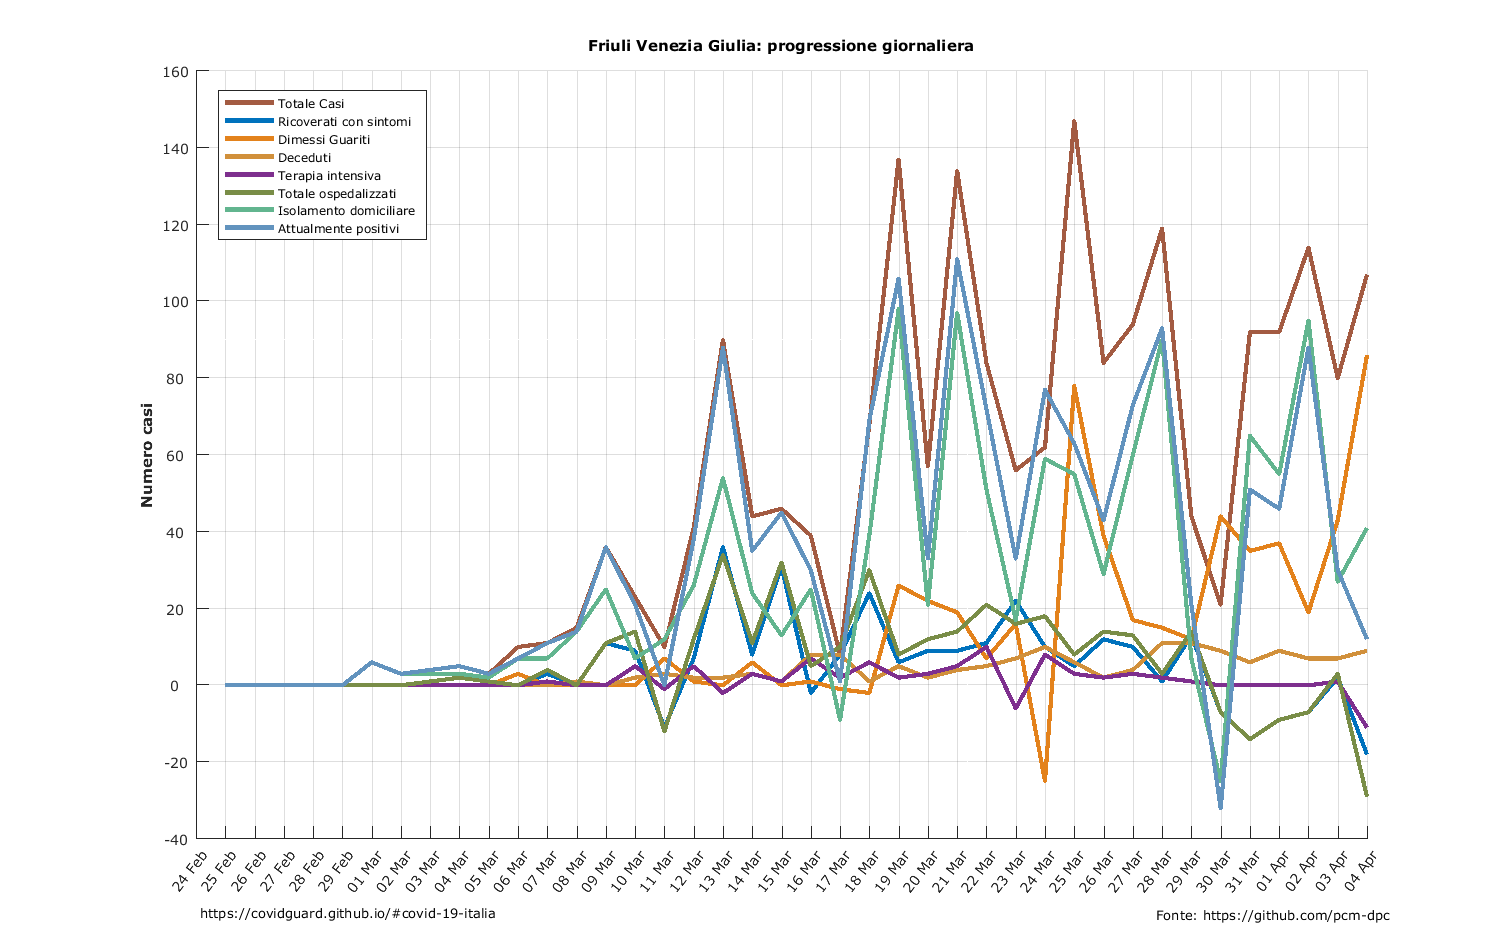 Friuli Venezia Giulia: progressione giornaliera
160
140
120
100
80
60
40
20
0
-20
-40
Numero casi
Totale Casi
Ricoverati con sintomi
Dimessi Guariti
Deceduti
Terapia intensiva
Totale ospedalizzati
Isolamento domiciliare
Attualmente positivi
24 Feb
25 Feb
26 Feb
27 Feb
28 Feb
29 Feb
01 Mar
02 Mar
03 Mar
04 Mar
05 Mar
06 Mar
07 Mar
08 Mar
09 Mar
10 Mar
11 Mar
12 Mar
13 Mar
14 Mar
15 Mar
16 Mar
17 Mar
18 Mar
19 Mar
20 Mar
21 Mar
22 Mar
23 Mar
24 Mar
25 Mar
26 Mar
27 Mar
28 Mar
29 Mar
30 Mar
31 Mar
01 Apr
02 Apr
03 Apr
04 Apr
https://covidguard.github.io/#covid-19-italia
Fonte: https://github.com/pcm-dpc